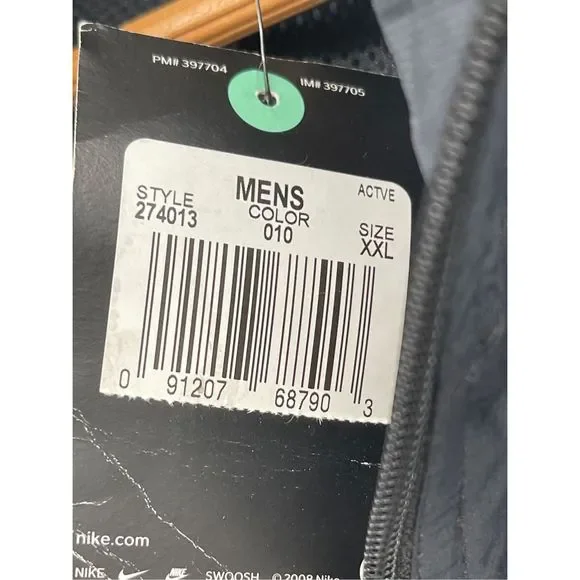 PM# 397704
IM# 397705
STYLE MENS ACTVE
274013 COLOR SIZE
010 XXL
0 91207 68790 3
nike.com
NIKE NIKE SWOOSH © 2008 Nike